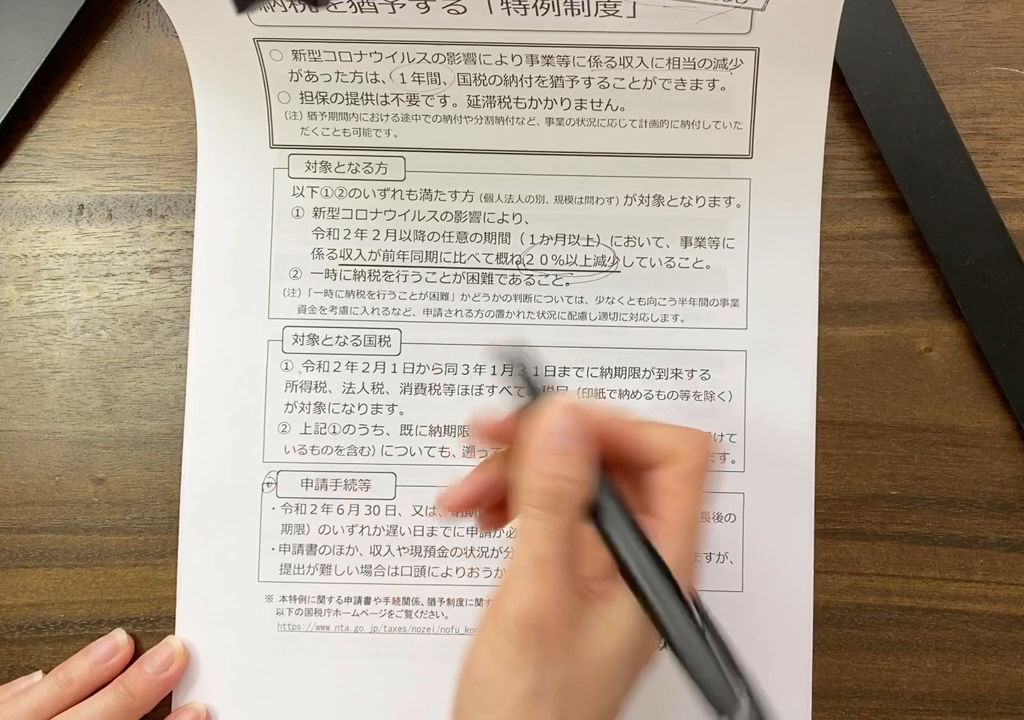 納税を猶予する「特例制度」
○ 新型コロナウイルスの影響により事業等に係る収入に相当の減少
があった方は、１年間、国税の納付を猶予することができます。
○ 担保の提供は不要です。延滞税もかかりません。
（注）猶予期間内における途中での納付や分割納付など、事業の状況に応じて計画的に納付していた
だくことも可能です。
対象となる方
以下①②のいずれも満たす方（個人法人の別、規模は問わず）が対象となります。
① 新型コロナウイルスの影響により、
令和２年２月以降の任意の期間（１か月以上）において、事業等に
係る収入が前年同期に比べて概ね２０％以上減少していること。
② 一時に納税を行うことが困難であること。
（注）「一時に納税を行うことが困難」かどうかの判断については、少なくとも向こう半年間の事業
資金を考慮に入れるなど、申請される方の置かれた状況に配慮し適切に対応します。
対象となる国税
① 令和２年２月１日から同３年１月３１日までに納期限が到来する
所得税、法人税、消費税等ほぼすべて 税目（印紙で納めるもの等を除く）
が対象になります。
② 上記①のうち、既に納期限 けて
いるものを含む）についても、遡って ます。
申請手続等
・令和２年６月30日、又は、納期 長後の
期限）のいずれか遅い日までに申請が必
・申請書のほか、収入や現預金の状況が分 ますが、
提出が難しい場合は口頭によりおうか
※ 本特例に関する申請書や手続関係、猶予制度に関す
以下の国税庁ホームページをご覧ください。
https://www.nta.go.jp/taxes/nozei/nofu_kon